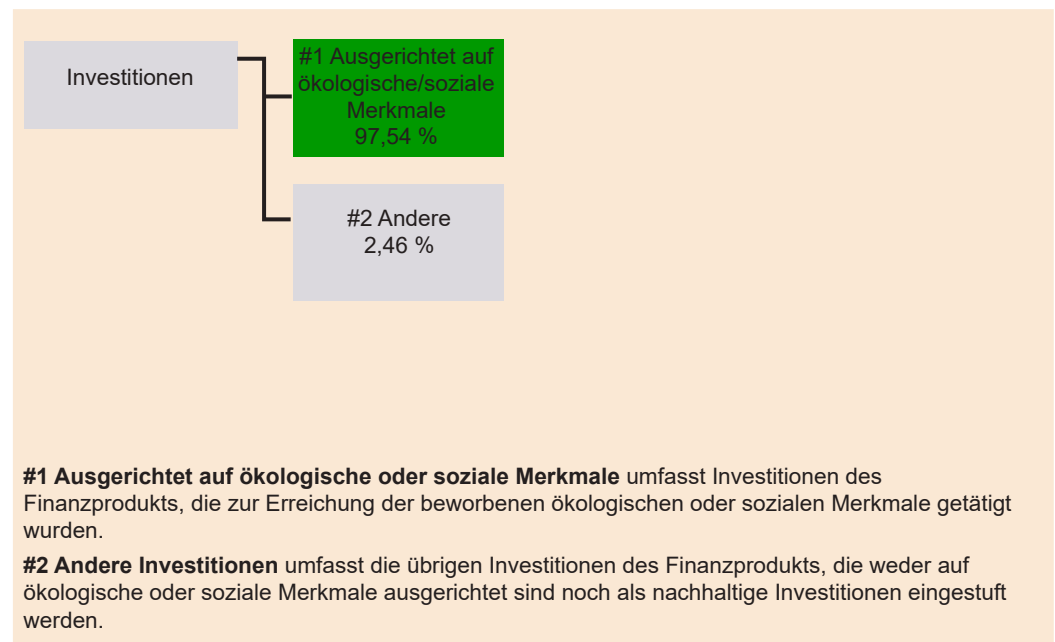 Investitionen
#1 Ausgerichtet auf
ökologische/soziale
Merkmale
97,54 %
#2 Andere
2,46 %
#1 Ausgerichtet auf ökologische oder soziale Merkmale umfasst Investitionen des
Finanzprodukts, die zur Erreichung der beworbenen ökologischen oder sozialen Merkmale getätigt
wurden.
#2 Andere Investitionen umfasst die übrigen Investitionen des Finanzprodukts, die weder auf
ökologische oder soziale Merkmale ausgerichtet sind noch als nachhaltige Investitionen eingestuft
werden.